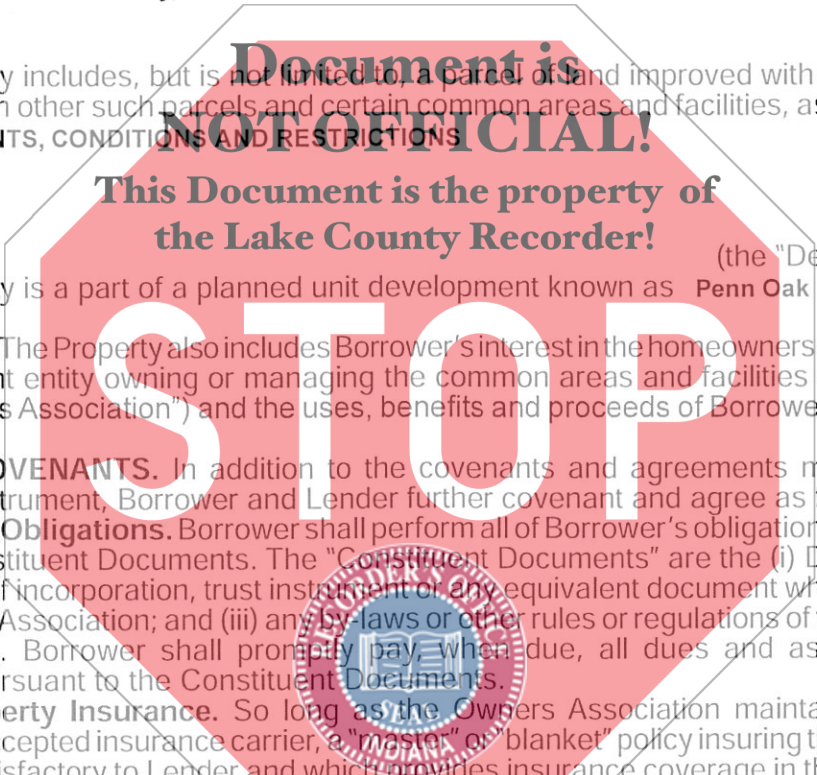 Document is
y includes, but is not limited to, a parcel of land improved with
n other such parcels and certain common areas and facilities, as
NTS, CONDITIONS AND RESTRICTIONS
NOT OFFICIAL!
This Document is the property of
the Lake County Recorder!
(the "De
y is a part of a planned unit development known as Penn Oak
STOP
The Property also includes Borrower's interest in the homeowners
nt entity owning or managing the common areas and facilities
s Association") and the uses, benefits and proceeds of Borrowe
OVENANTS. In addition to the covenants and agreements m
trument, Borrower and Lender further covenant and agree as
Obligations. Borrower shall perform all of Borrower's obligation
stituent Documents. The "Constituent Documents" are the (i) D
f incorporation, trust instrument or any equivalent document wh
Association; and (iii) any by-laws or other rules or regulations of
. Borrower shall promptly pay, when due, all dues and as
rsuant to the Constituent Documents.
RECORDER'S OFFICE
SEAL
INDIANA
erty Insurance. So long as the Owners Association mainta
ccepted insurance carrier, a "master" or "blanket" policy insuring t
isfactory to Lender and which provides insurance coverage in th